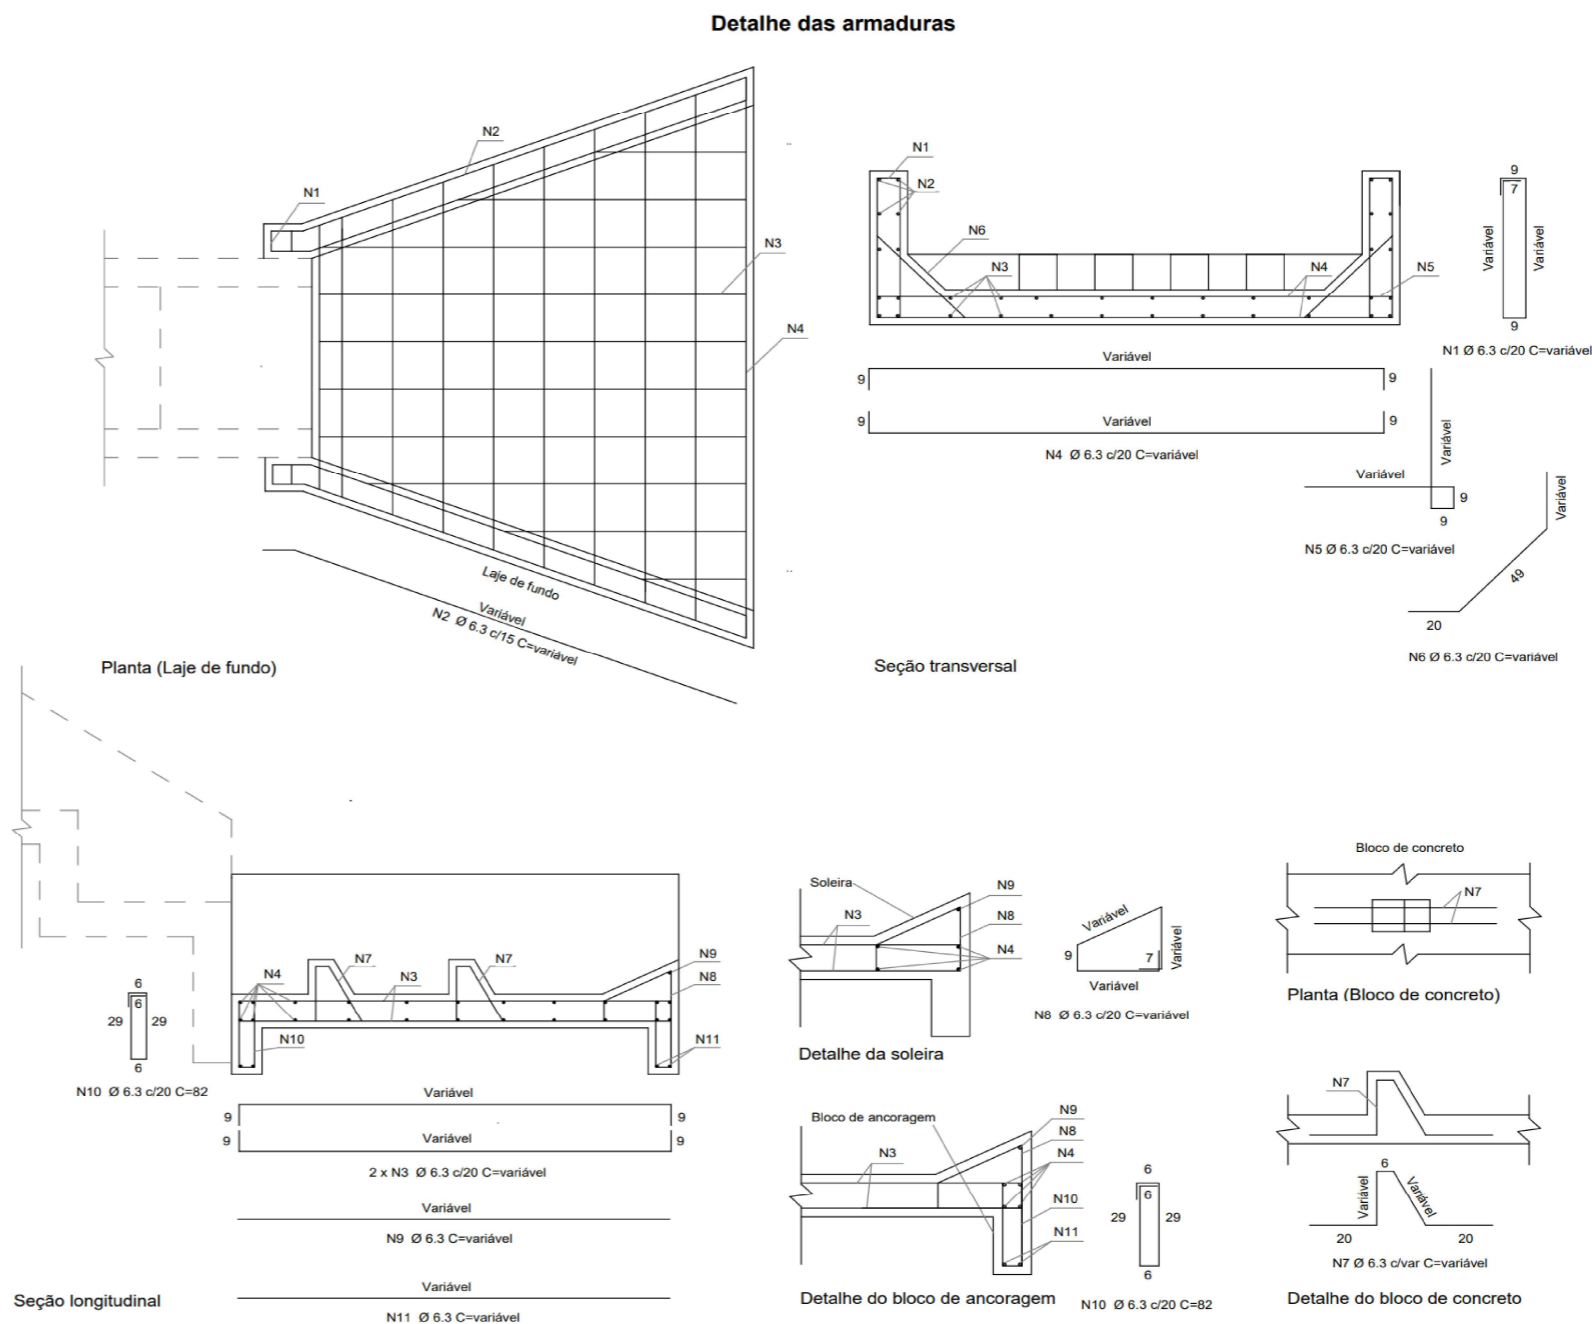 Detalhe das armaduras
N2
N1
N3
N4
Laje de fundo
Variável
N2 Ø 6.3 c/15 C=variável
Planta (Laje de fundo)
N1
N2
N6
N3
N4
N5
9
7
Variável
Variável
9
N1 Ø 6.3 c/20 C=variável
Variável
9
9
9
Variável
9
N4 Ø 6.3 c/20 C=variável
Variável
Variável
9
9
N5 Ø 6.3 c/20 C=variável
Variável
49
20
N6 Ø 6.3 c/20 C=variável
Seção transversal
N4
N7
N3
N7
N9
N8
N10
N11
6
6
29
29
6
N10 Ø 6.3 c/20 C=82
Variável
9
9
9
Variável
9
2 x N3 Ø 6.3 c/20 C=variável
Variável
N9 Ø 6.3 C=variável
Variável
N11 Ø 6.3 C=variável
Seção longitudinal
Soleira
N3
N9
N8
N4
Variável
9
7
Variável
Variável
N8 Ø 6.3 c/20 C=variável
Detalhe da soleira
Bloco de ancoragem
N3
N9
N8
N4
N10
N11
6
6
29
29
6
Detalhe do bloco de ancoragem
N10 Ø 6.3 c/20 C=82
Bloco de concreto
N7
Planta (Bloco de concreto)
N7
6
Variável
Variável
20
20
N7 Ø 6.3 c/var C=variável
Detalhe do bloco de concreto